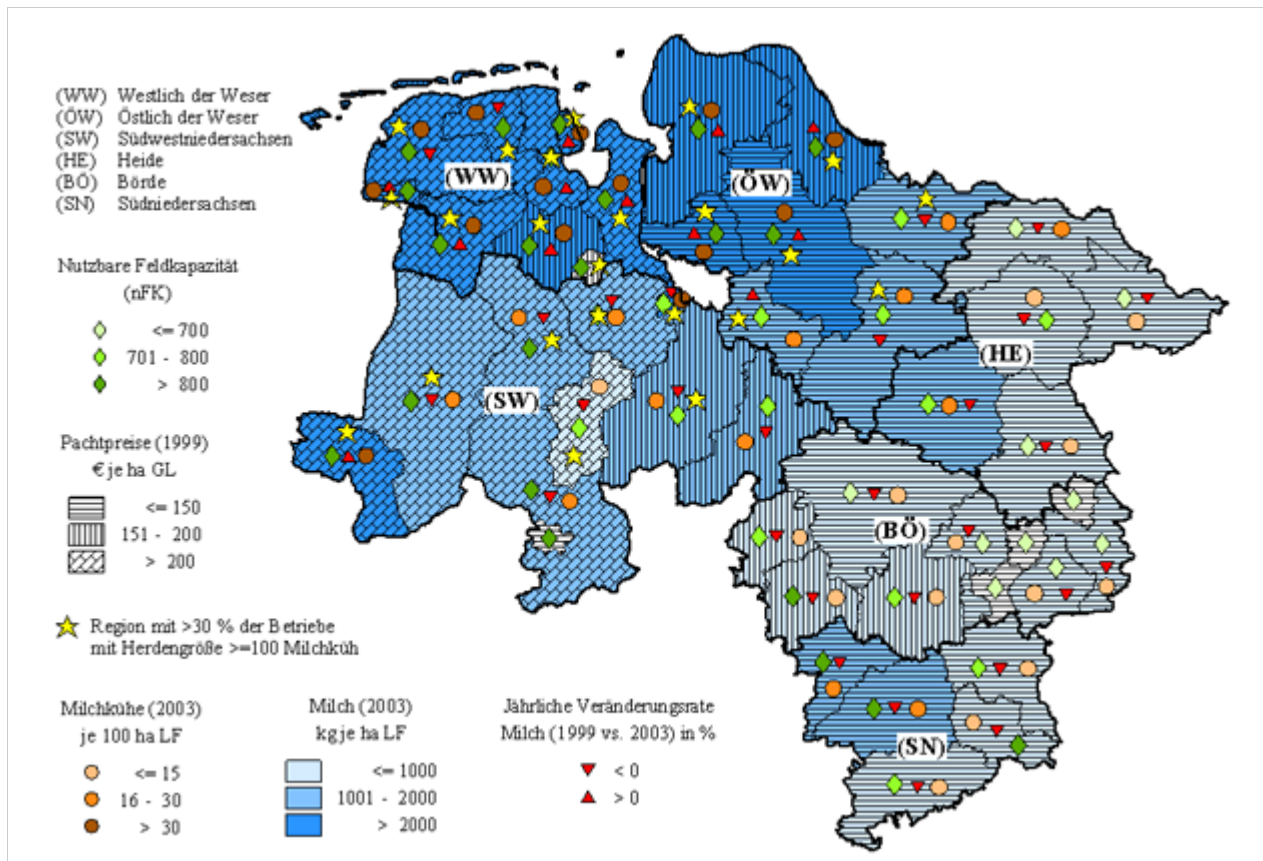 (WW) Westlich der Weser
(ÖW) Östlich der Weser
(SW) Südwestniedersachsen
(HE) Heide
(BÖ) Börde
(SN) Südniedersachsen
Nutzbare Feldkapazität
(nFK)
<= 700
701 - 800
> 800
Pachtpreise (1999)
€ je ha GL
<= 150
151 - 200
> 200
Region mit >30 % der Betriebe
mit Herdengröße >=100 Milchküh
Milchkühe (2003)
je 100 ha LF
<= 15
16 - 30
> 30
Milch (2003)
kg je ha LF
<= 1000
1001 - 2000
> 2000
Jährliche Veränderungsrate
Milch (1999 vs. 2003) in %
< 0
> 0
(WW)
(ÖW)
(SW)
(HE)
(BÖ)
(SN)